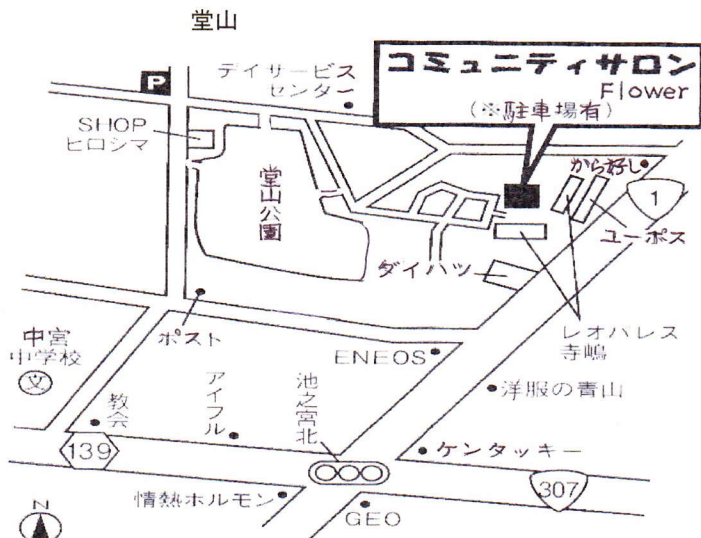 堂山
コミュニティサロン
Flower
(※駐車場有)
P
デイサービス
センター
SHOP
ヒロシマ
堂山公園
から好し
1
ユーポス
ダイハツ
レオパレス
寺嶋
ポスト
中宮
中学校
文
ENEOS
洋服の青山
教会
アイフル
池之宮北
139
ケンタッキー
307
情熱ホルモン
GEO
N